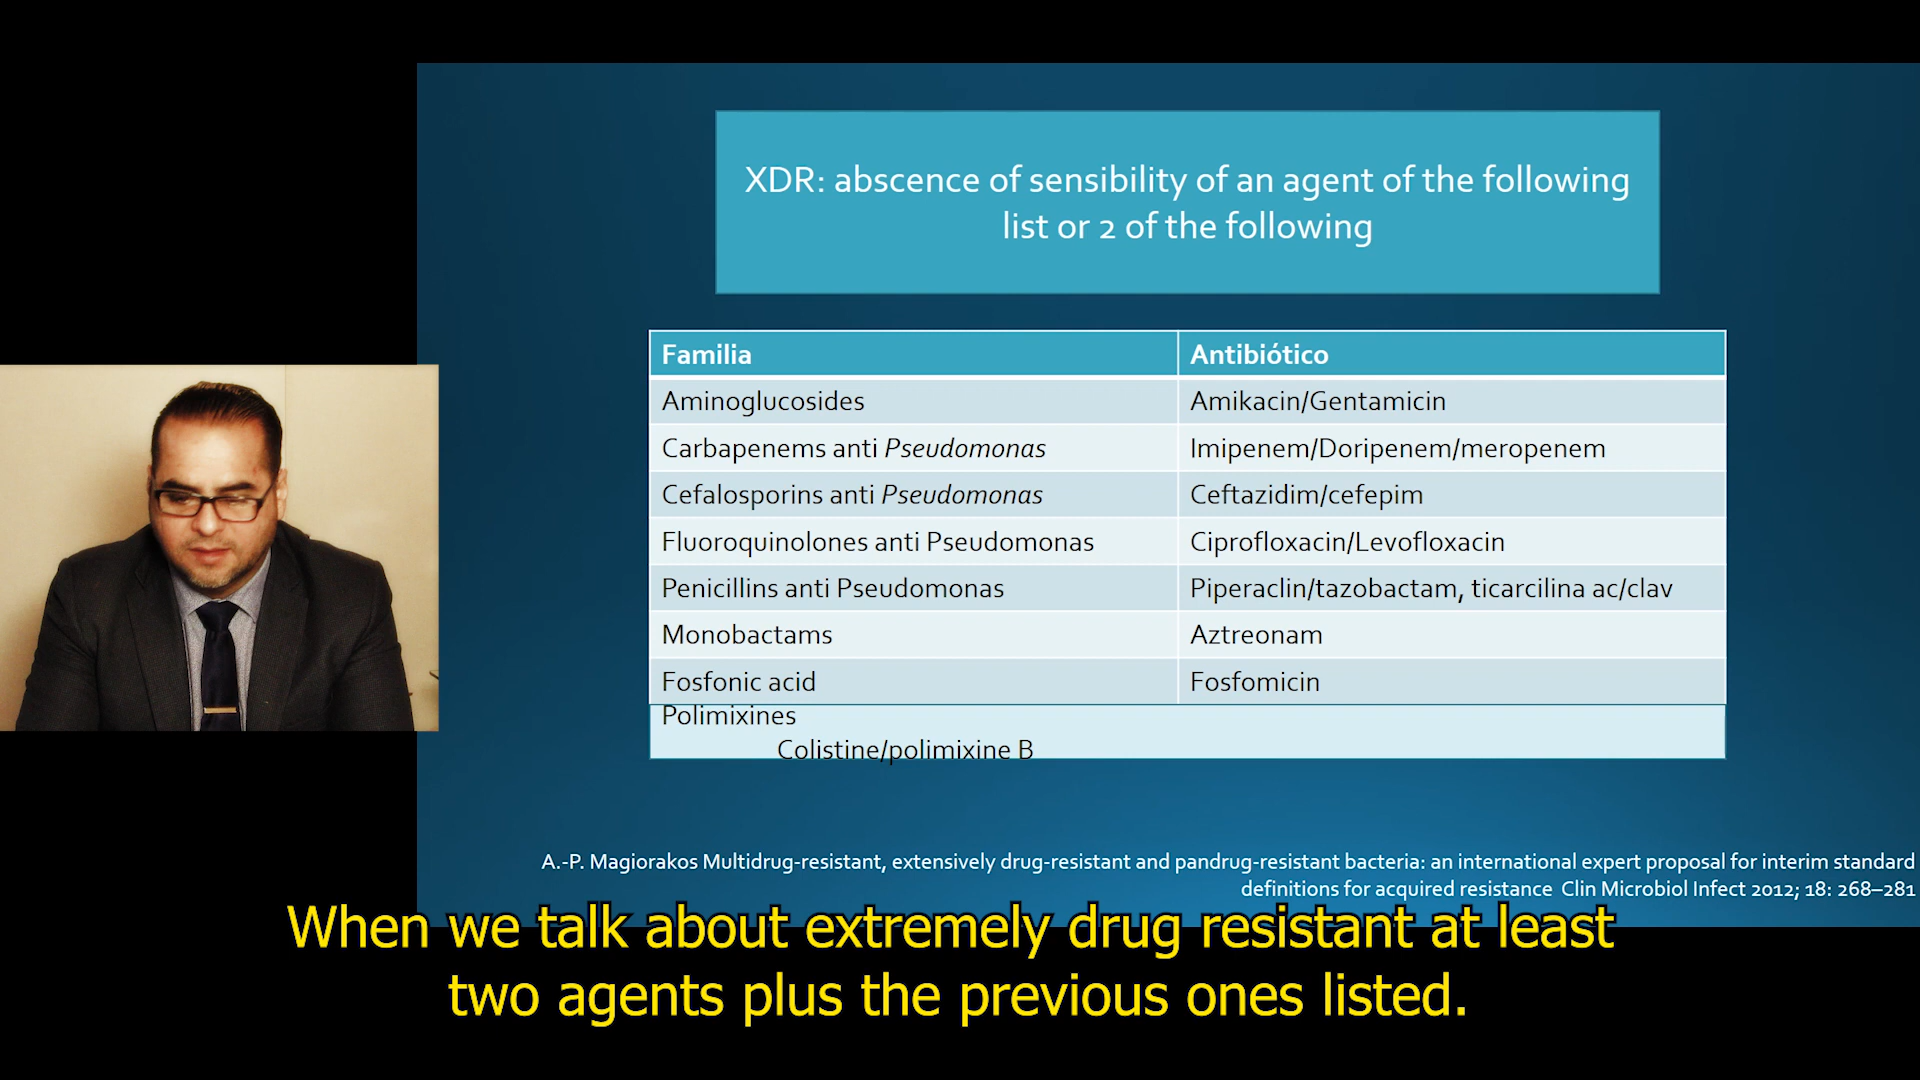 XDR: abscence of sensibility of an agent of the following
list or 2 of the following
Familia Antibiótico
Aminoglucosides Amikacin/Gentamicin
Carbapenems anti Pseudomonas Imipenem/Doripenem/meropenem
Cefalosporins anti Pseudomonas Ceftazidim/cefepim
Fluoroquinolones anti Pseudomonas Ciprofloxacin/Levofloxacin
Penicillins anti Pseudomonas Piperaclin/tazobactam, ticarcilina ac/clav
Monobactams Aztreonam
Fosfonic acid Fosfomicin
Polimixines
Colistine/polimixine B
A.-P. Magiorakos Multidrug-resistant, extensively drug-resistant and pandrug-resistant bacteria: an international expert proposal for interim standard
definitions for acquired resistance Clin Microbiol Infect 2012; 18: 268–281
When we talk about extremely drug resistant at least
two agents plus the previous ones listed.